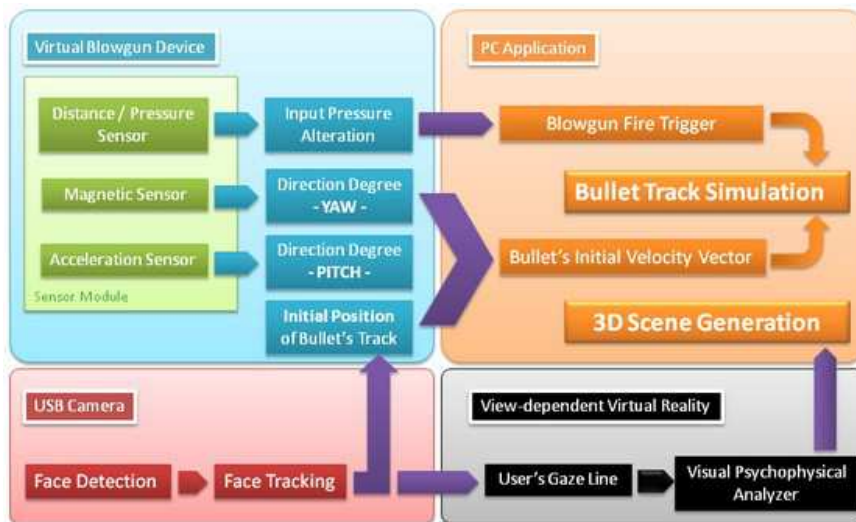 Virtual Blowgun Device
Distance / Pressure
Sensor
Input Pressure
Alteration
Magnetic Sensor
Direction Degree
- YAW -
Acceleration Sensor
Direction Degree
- PITCH -
Sensor Module
Initial Position
of Bullet's Track
PC Application
Blowgun Fire Trigger
Bullet Track Simulation
Bullet's Initial Velocity Vector
3D Scene Generation
USB Camera
Face Detection
Face Tracking
View-dependent Virtual Reality
User's Gaze Line
Visual Psychophysical
Analyzer